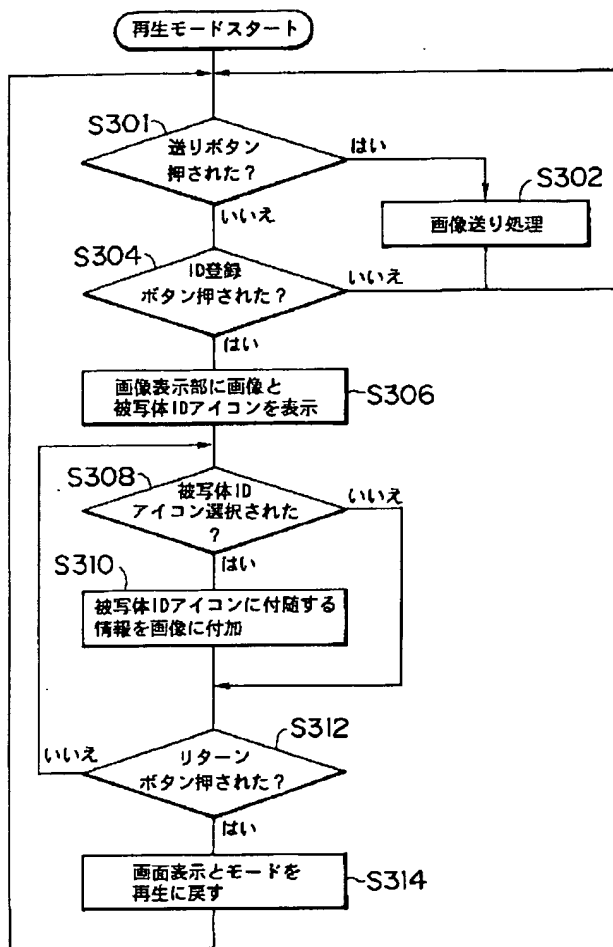 再生モードスタート
S301
送りボタン
押された？
はい
いいえ
S302
画像送り処理
S304
ID登録
ボタン押された？
いいえ
はい
画像表示部に画像と
被写体IDアイコンを表示
S306
S308
被写体ID
アイコン選択された
？
いいえ
はい
S310
被写体IDアイコンに付随する
情報を画像に付加
S312
リターン
ボタン押された？
いいえ
はい
画面表示とモードを
再生に戻す
S314